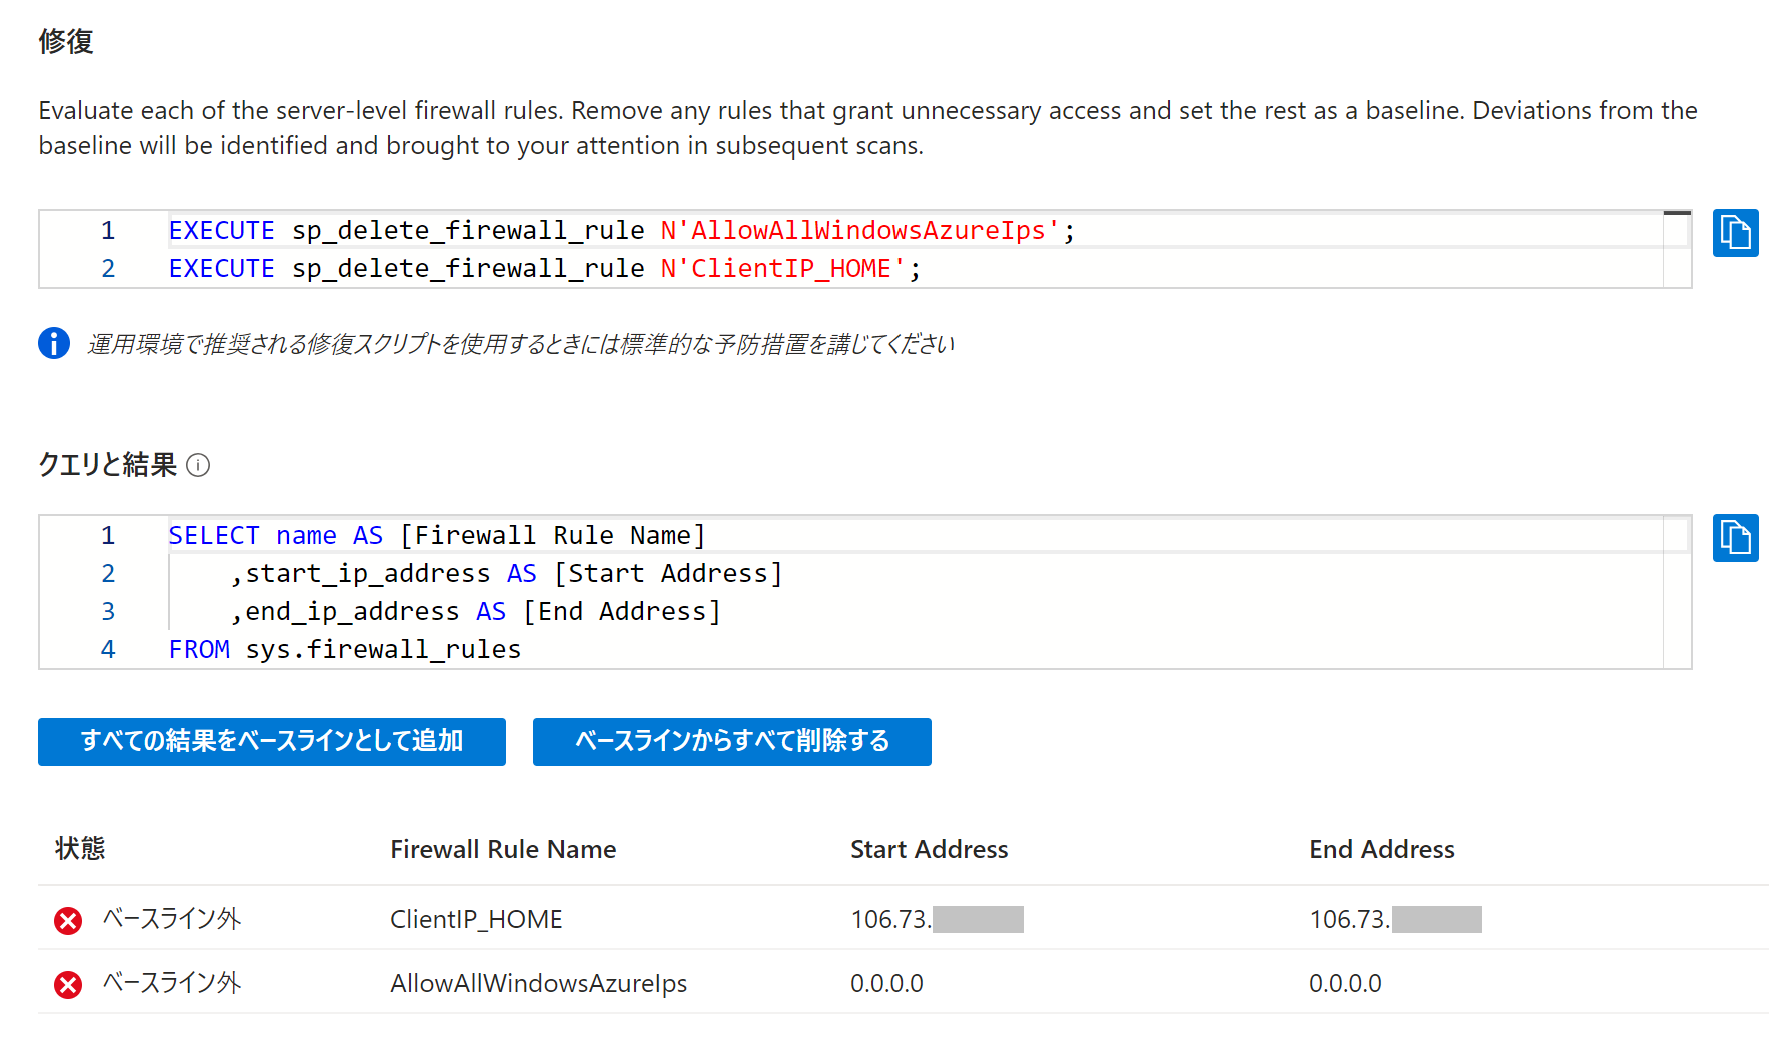 修復
Evaluate each of the server-level firewall rules. Remove any rules that grant unnecessary access and set the rest as a baseline. Deviations from the
baseline will be identified and brought to your attention in subsequent scans.
1 EXECUTE sp_delete_firewall_rule N'AllowAllWindowsAzureIps';
2 EXECUTE sp_delete_firewall_rule N'ClientIP_HOME';
運用環境で推奨される修復スクリプトを使用するときには標準的な予防措置を講じてください
クエリと結果
1 SELECT name AS [Firewall Rule Name]
2 ,start_ip_address AS [Start Address]
3 ,end_ip_address AS [End Address]
4 FROM sys.firewall_rules
すべての結果をベースラインとして追加 ベースラインからすべて削除する
状態 Firewall Rule Name Start Address End Address
ベースライン外 ClientIP_HOME 106.73. 106.73.
ベースライン外 AllowAllWindowsAzureIps 0.0.0.0 0.0.0.0